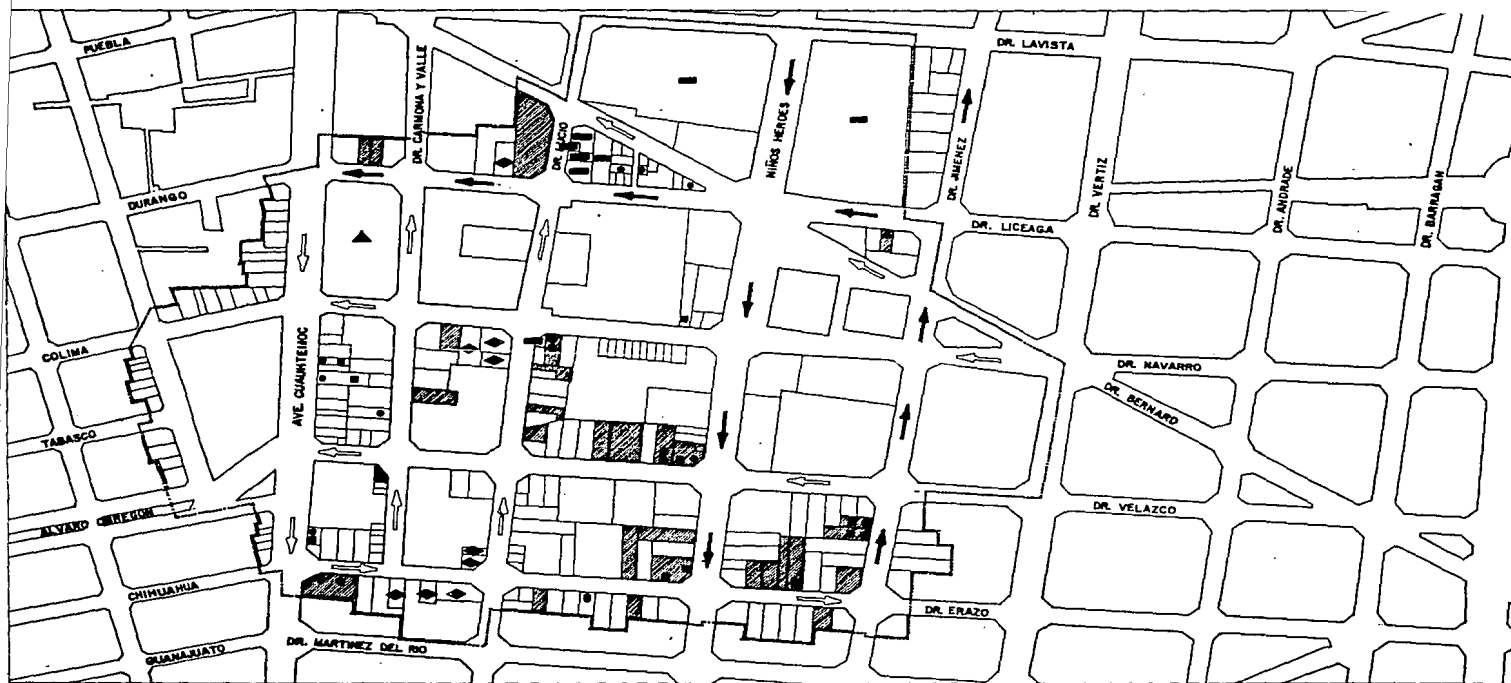 PUEBLA
DR. CARMONA Y VALLE
DR. LUCIO
NIÑOS HEROES
DR. LAVISTA
DR. JIMENEZ
DR. VERTIZ
DR. ANDRADE
DR. BARRAGAN
DURANGO
DR. LICEAGA
COLIMA
AVE. CUAUHTEMOC
DR. NAVARRO
DR. BERNARD
TABASCO
ALVARO OBREGON
DR. VELAZCO
CHIHUAHUA
DR. ERAZO
DR. MARTINEZ DEL RIO
GUANAJUATO